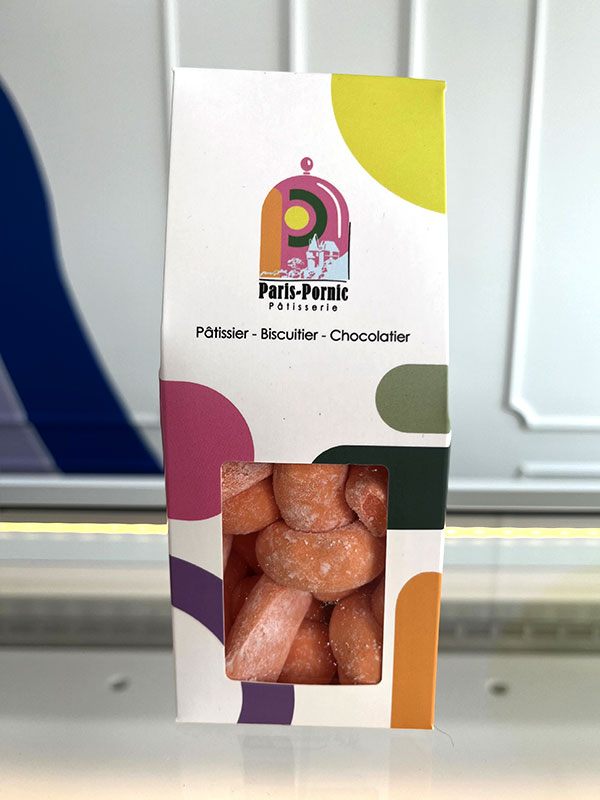 Paris-Pornic
Pâtisserie
Pâtissier - Biscuitier - Chocolatier